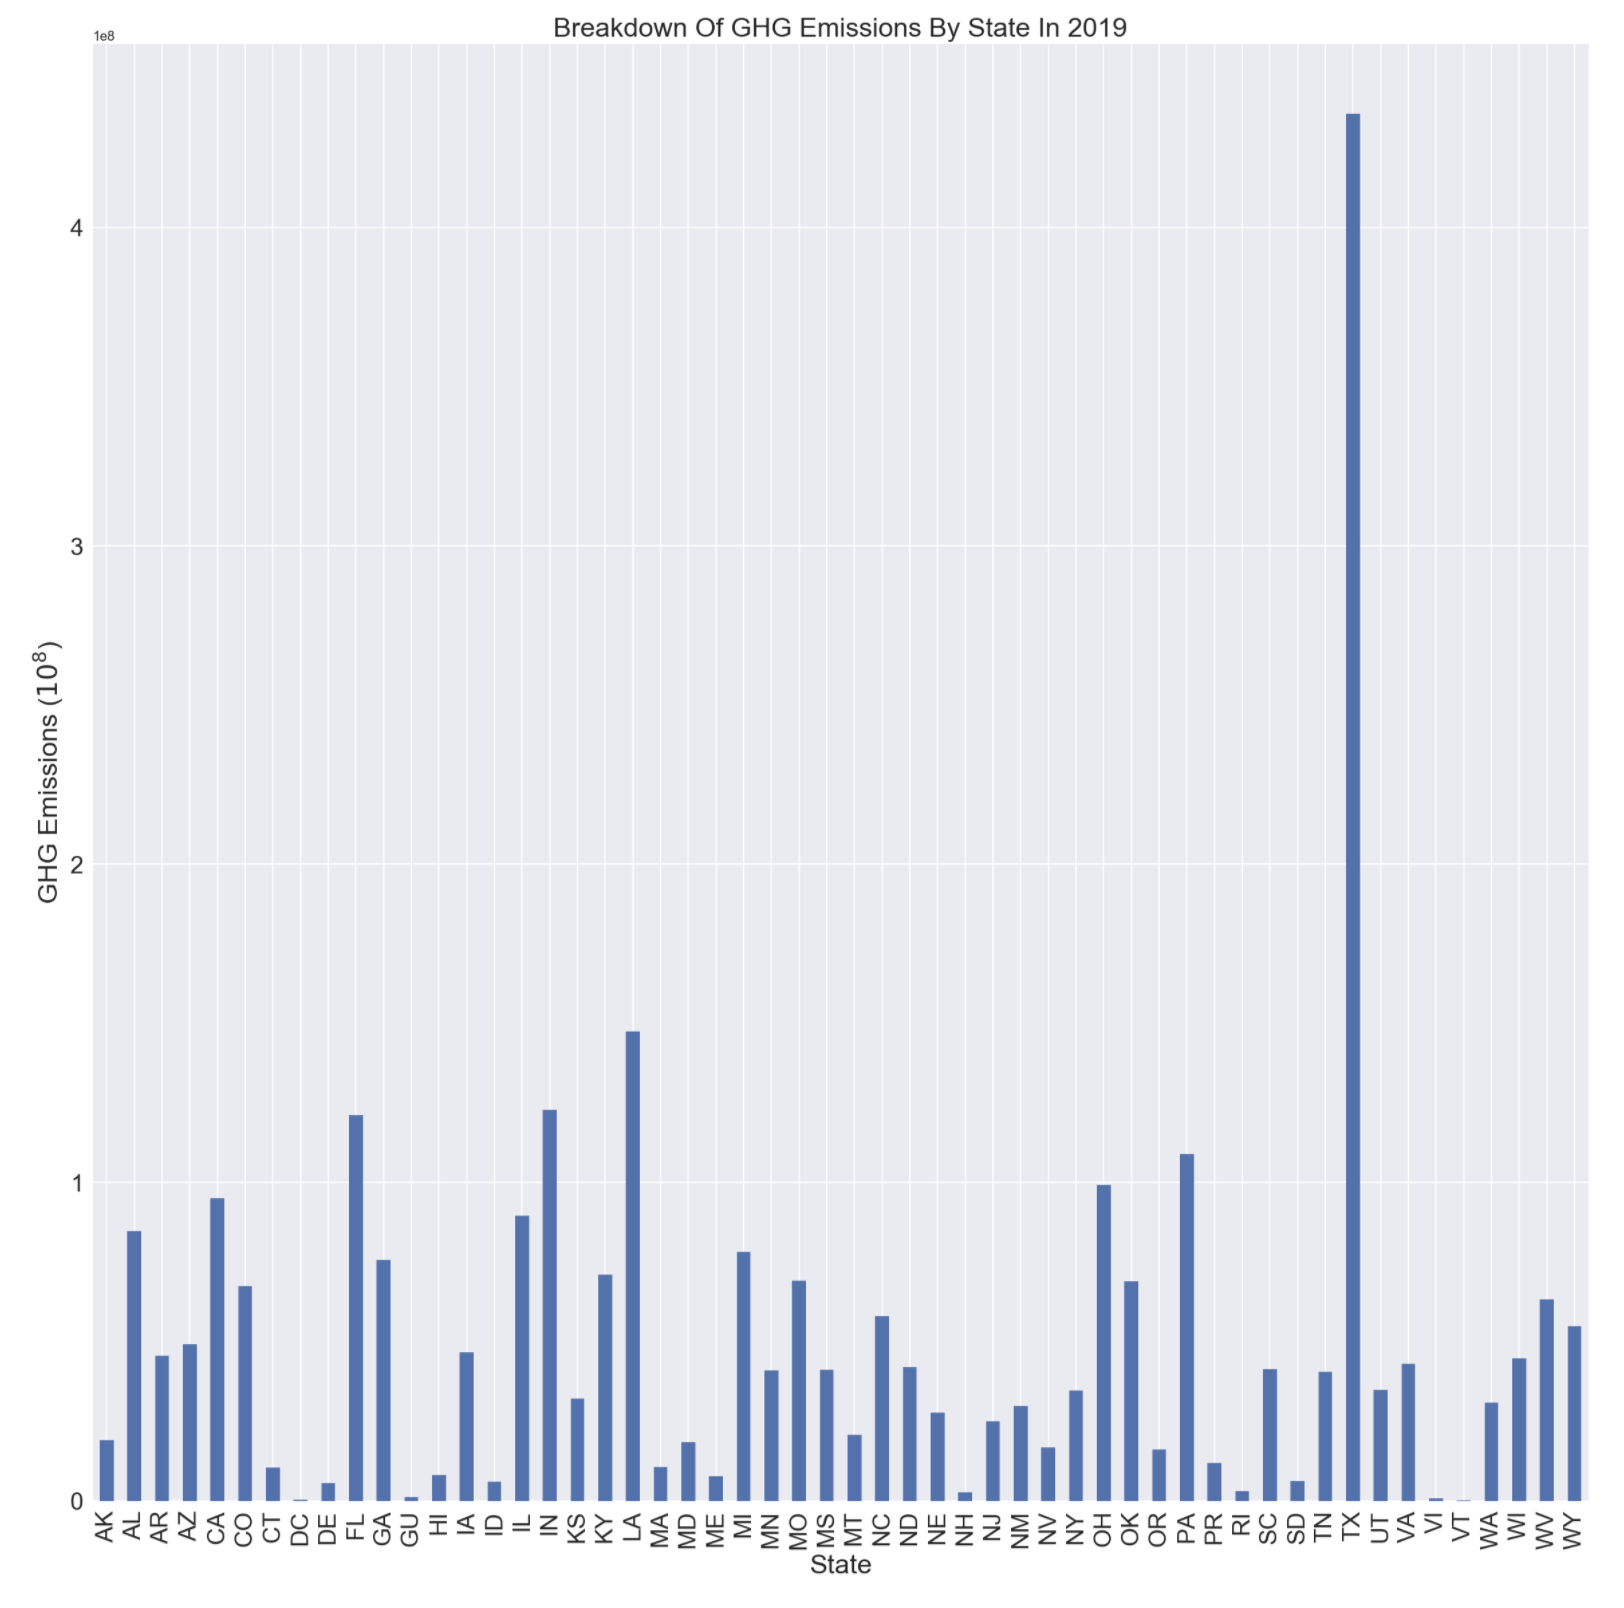 Breakdown Of GHG Emissions By State In 2019
1e8
4
3
2
1
0
GHG Emissions (10⁸)
AK AL AR AZ CA CO CT DC DE FL GA GU HI IA ID IL IN KS KY LA MA MD ME MI MN MO MS MT NC ND NE NH NJ NM NV NY OH OK OR PA PR RI SC SD TN TX UT VA VI VT WA WI WV WY
State